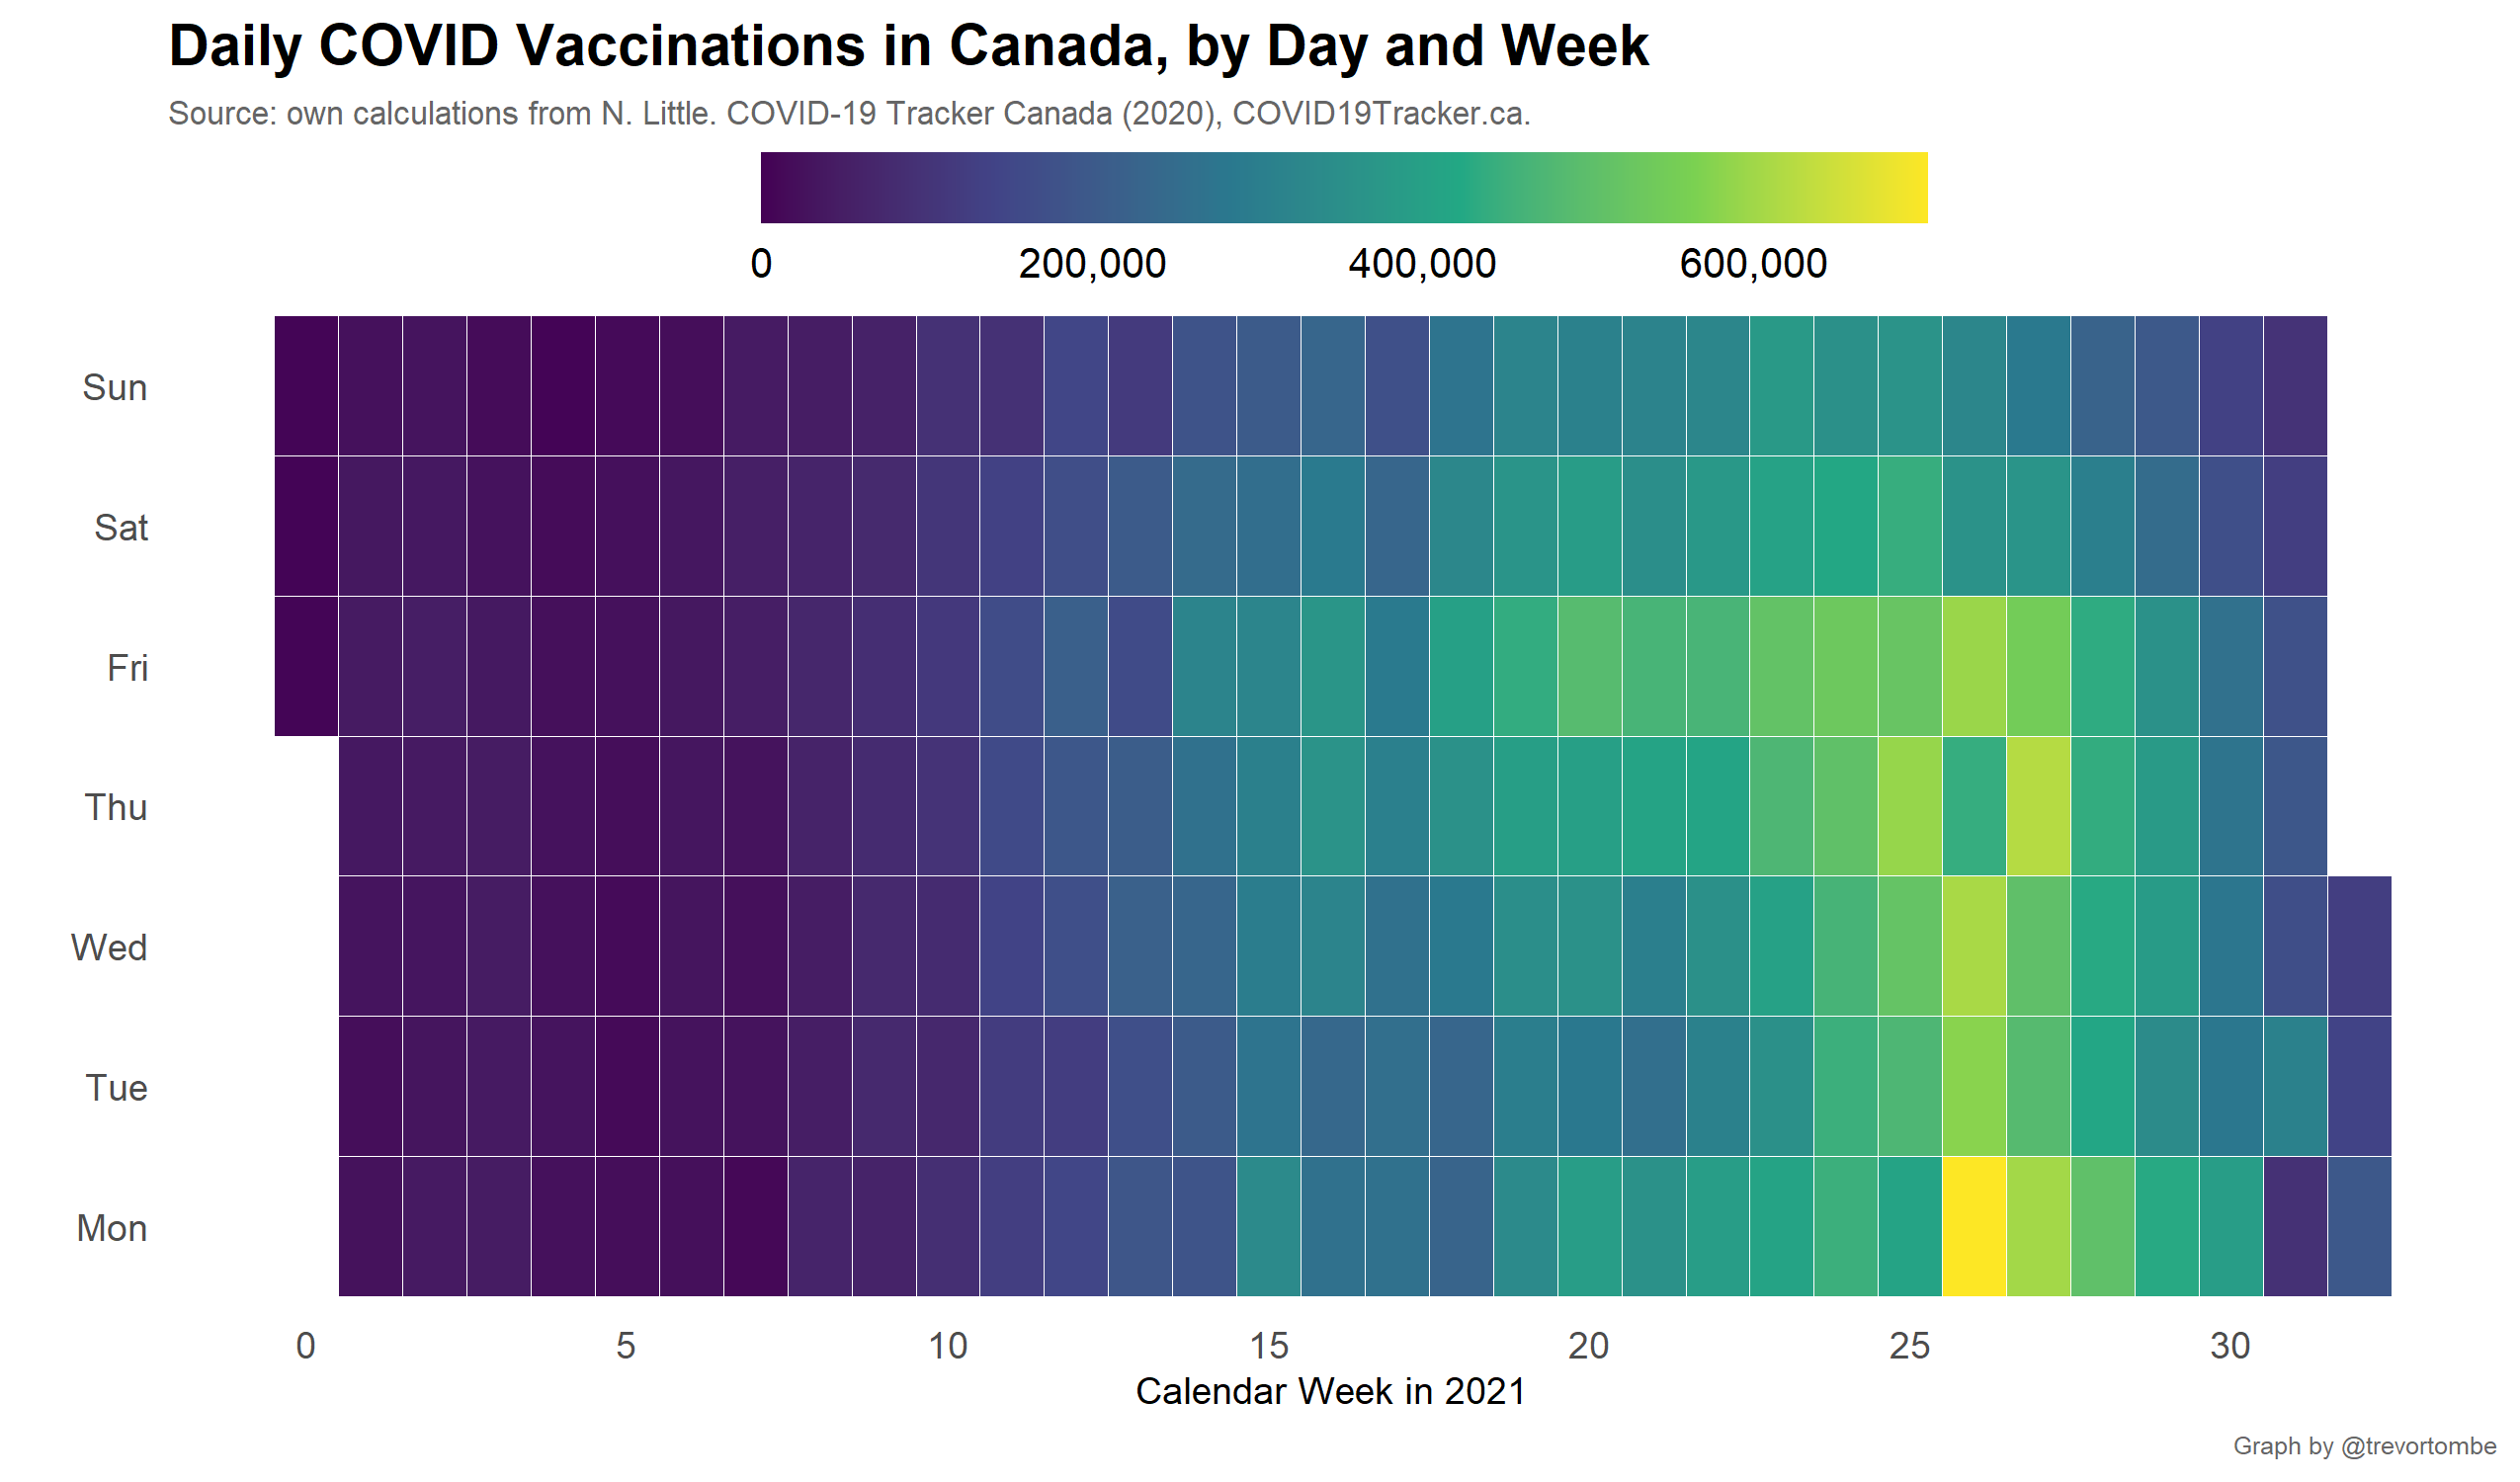 Daily COVID Vaccinations in Canada, by Day and Week
Source: own calculations from N. Little. COVID-19 Tracker Canada (2020), COVID19Tracker.ca.
0 200,000 400,000 600,000
Sun
Sat
Fri
Thu
Wed
Tue
Mon
0 5 10 15 20 25 30
Calendar Week in 2021
Graph by @trevortombe